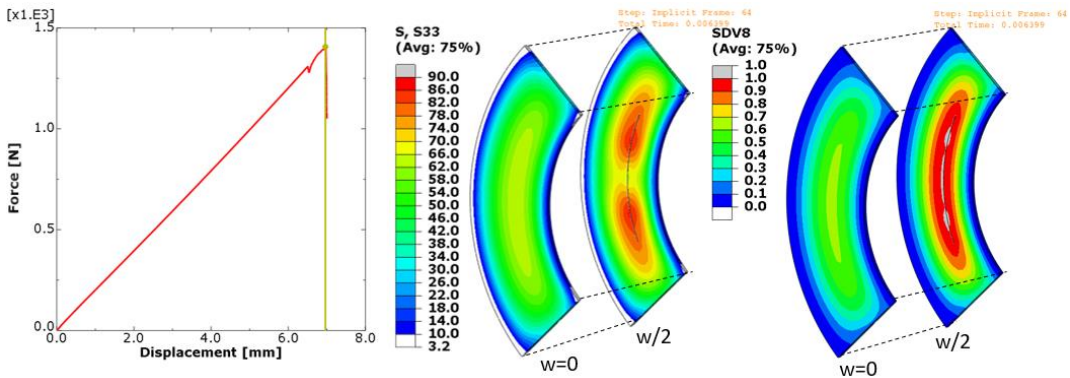 [x1.E3]
1.5
1.0
0.5
0.0
0.0
2.0
4.0
6.0
8.0
Force [N]
Displacement [mm]
Step: Implicit Frame: 64
Total Time: 0.006399
S, S33
(Avg: 75%)
90.0
86.0
82.0
78.0
74.0
70.0
66.0
62.0
58.0
54.0
50.0
46.0
42.0
38.0
34.0
30.0
26.0
22.0
18.0
14.0
10.0
3.2
w=0
w/2
Step: Implicit Frame: 64
Total Time: 0.006399
SDV8
(Avg: 75%)
1.0
1.0
0.9
0.8
0.7
0.6
0.5
0.4
0.3
0.2
0.1
0.0
w=0
w/2